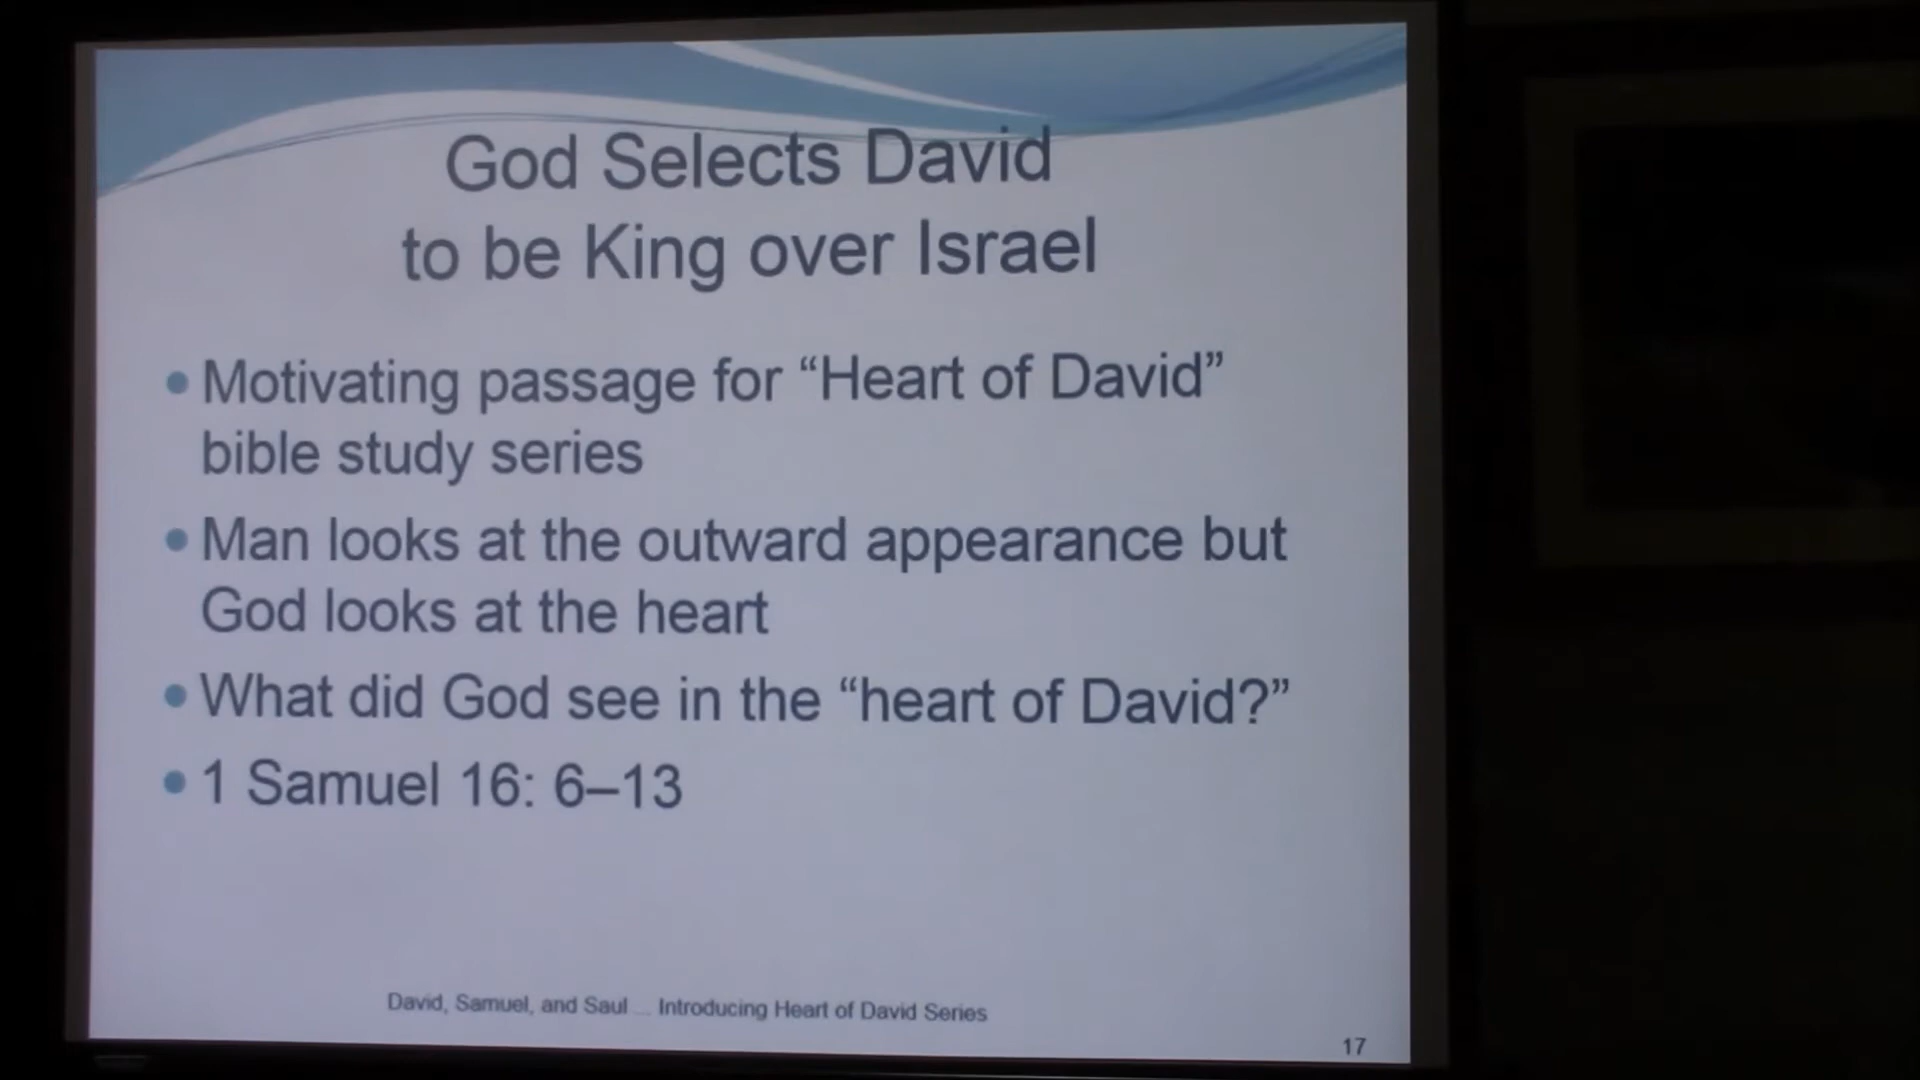 God Selects David
to be King over Israel
• Motivating passage for “Heart of David”
bible study series
• Man looks at the outward appearance but
God looks at the heart
• What did God see in the “heart of David?”
• 1 Samuel 16: 6–13
David, Samuel, and Saul ... Introducing Heart of David Series
17